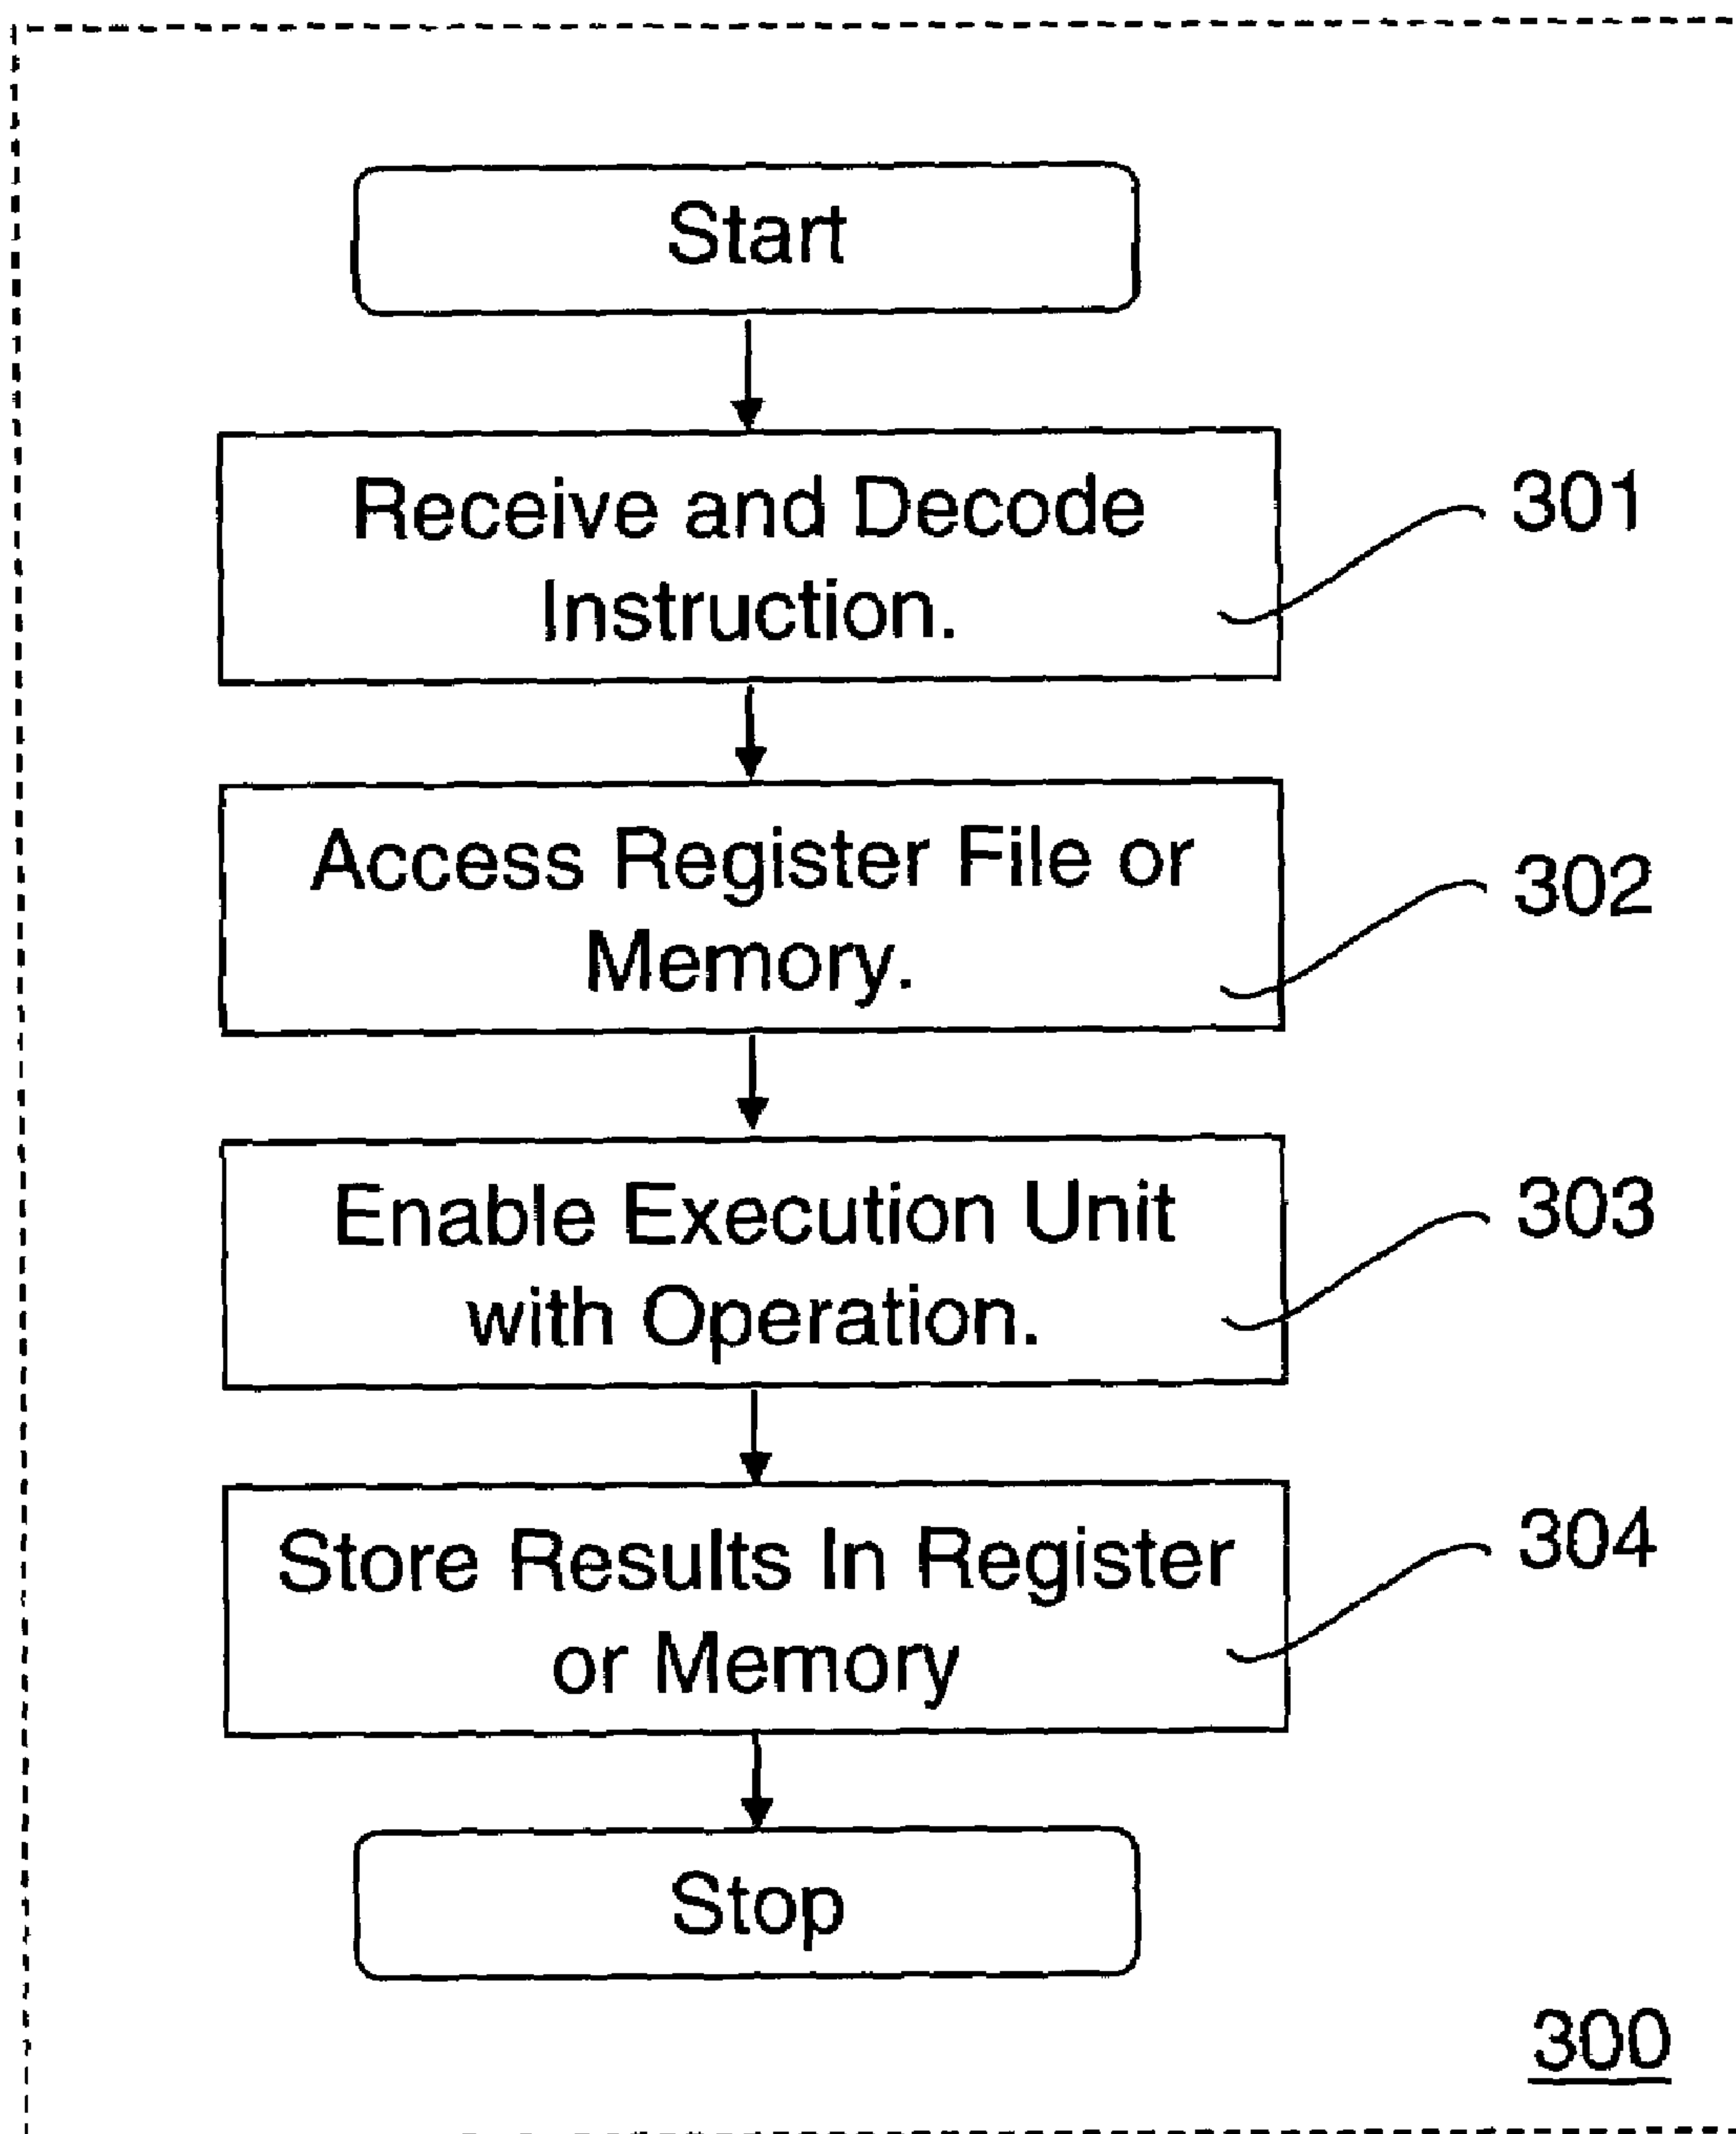 Start
Receive and Decode
Instruction.
301
Access Register File or
Memory.
302
Enable Execution Unit
with Operation.
303
Store Results In Register
or Memory
304
Stop
300